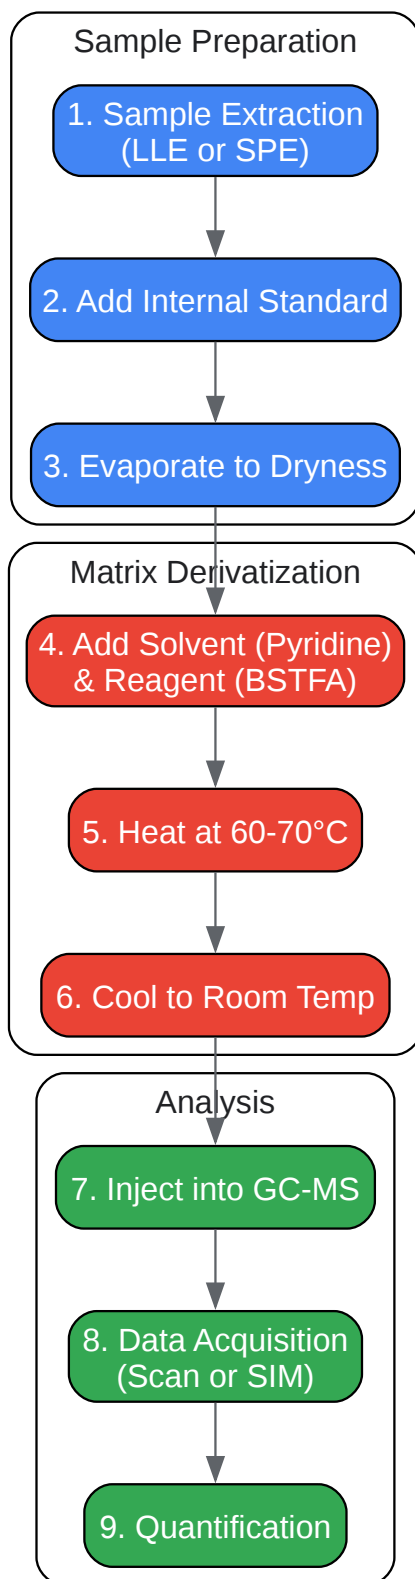 Sample Preparation
1. Sample Extraction
(LLE or SPE)
2. Add Internal Standard
3. Evaporate to Dryness
Matrix Derivatization
4. Add Solvent (Pyridine)
& Reagent (BSTFA)
5. Heat at 60-70°C
6. Cool to Room Temp
Analysis
7. Inject into GC-MS
8. Data Acquisition
(Scan or SIM)
9. Quantification